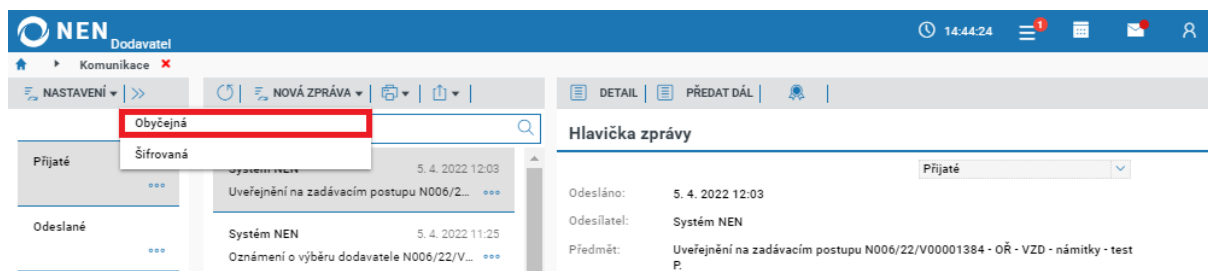 NEN Dodavatel
14:44:24
1
Komunikace
NASTAVENÍ
NOVÁ ZPRÁVA
DETAIL
PŘEDAT DÁL
Obyčejná
Šifrovaná
Hlavička zprávy
Přijaté
Přijaté
Systém NEN 5. 4. 2022 12:03
Uveřejnění na zadávacím postupu N006/2...
Odesláno: 5. 4. 2022 12:03
Odesílatel: Systém NEN
Odeslané
Systém NEN 5. 4. 2022 11:25
Oznámení o výběru dodavatele N006/22/V...
Předmět: Uveřejnění na zadávacím postupu N006/22/V00001384 - OŘ - VZD - námitky - test
P.